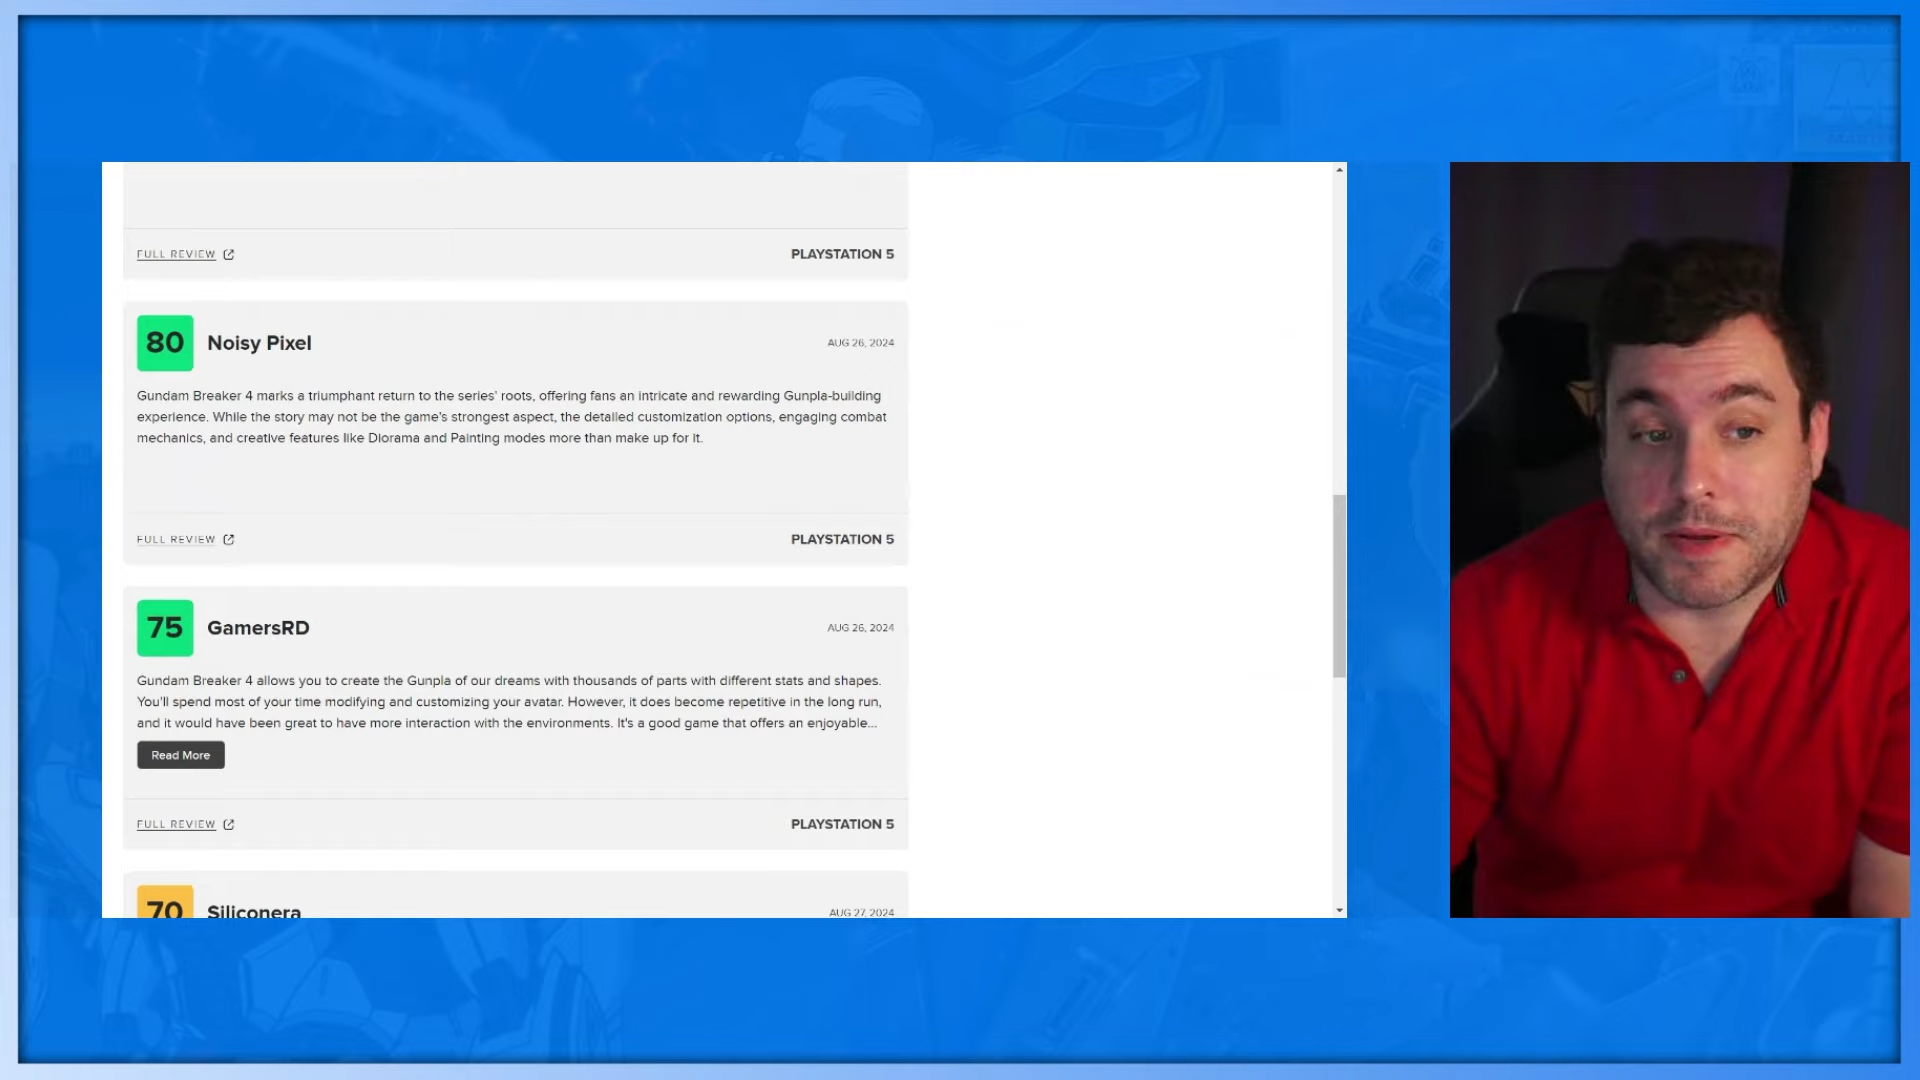 FULL REVIEW
PLAYSTATION 5
80
Noisy Pixel
AUG 26, 2024
Gundam Breaker 4 marks a triumphant return to the series' roots, offering fans an intricate and rewarding Gunpla-building
experience. While the story may not be the game's strongest aspect, the detailed customization options, engaging combat
mechanics, and creative features like Diorama and Painting modes more than make up for it.
FULL REVIEW
PLAYSTATION 5
75
GamersRD
AUG 26, 2024
Gundam Breaker 4 allows you to create the Gunpla of our dreams with thousands of parts with different stats and shapes.
You'll spend most of your time modifying and customizing your avatar. However, it does become repetitive in the long run,
and it would have been great to have more interaction with the environments. It's a good game that offers an enjoyable...
Read More
FULL REVIEW
PLAYSTATION 5
70
Siliconera
AUG 27, 2024